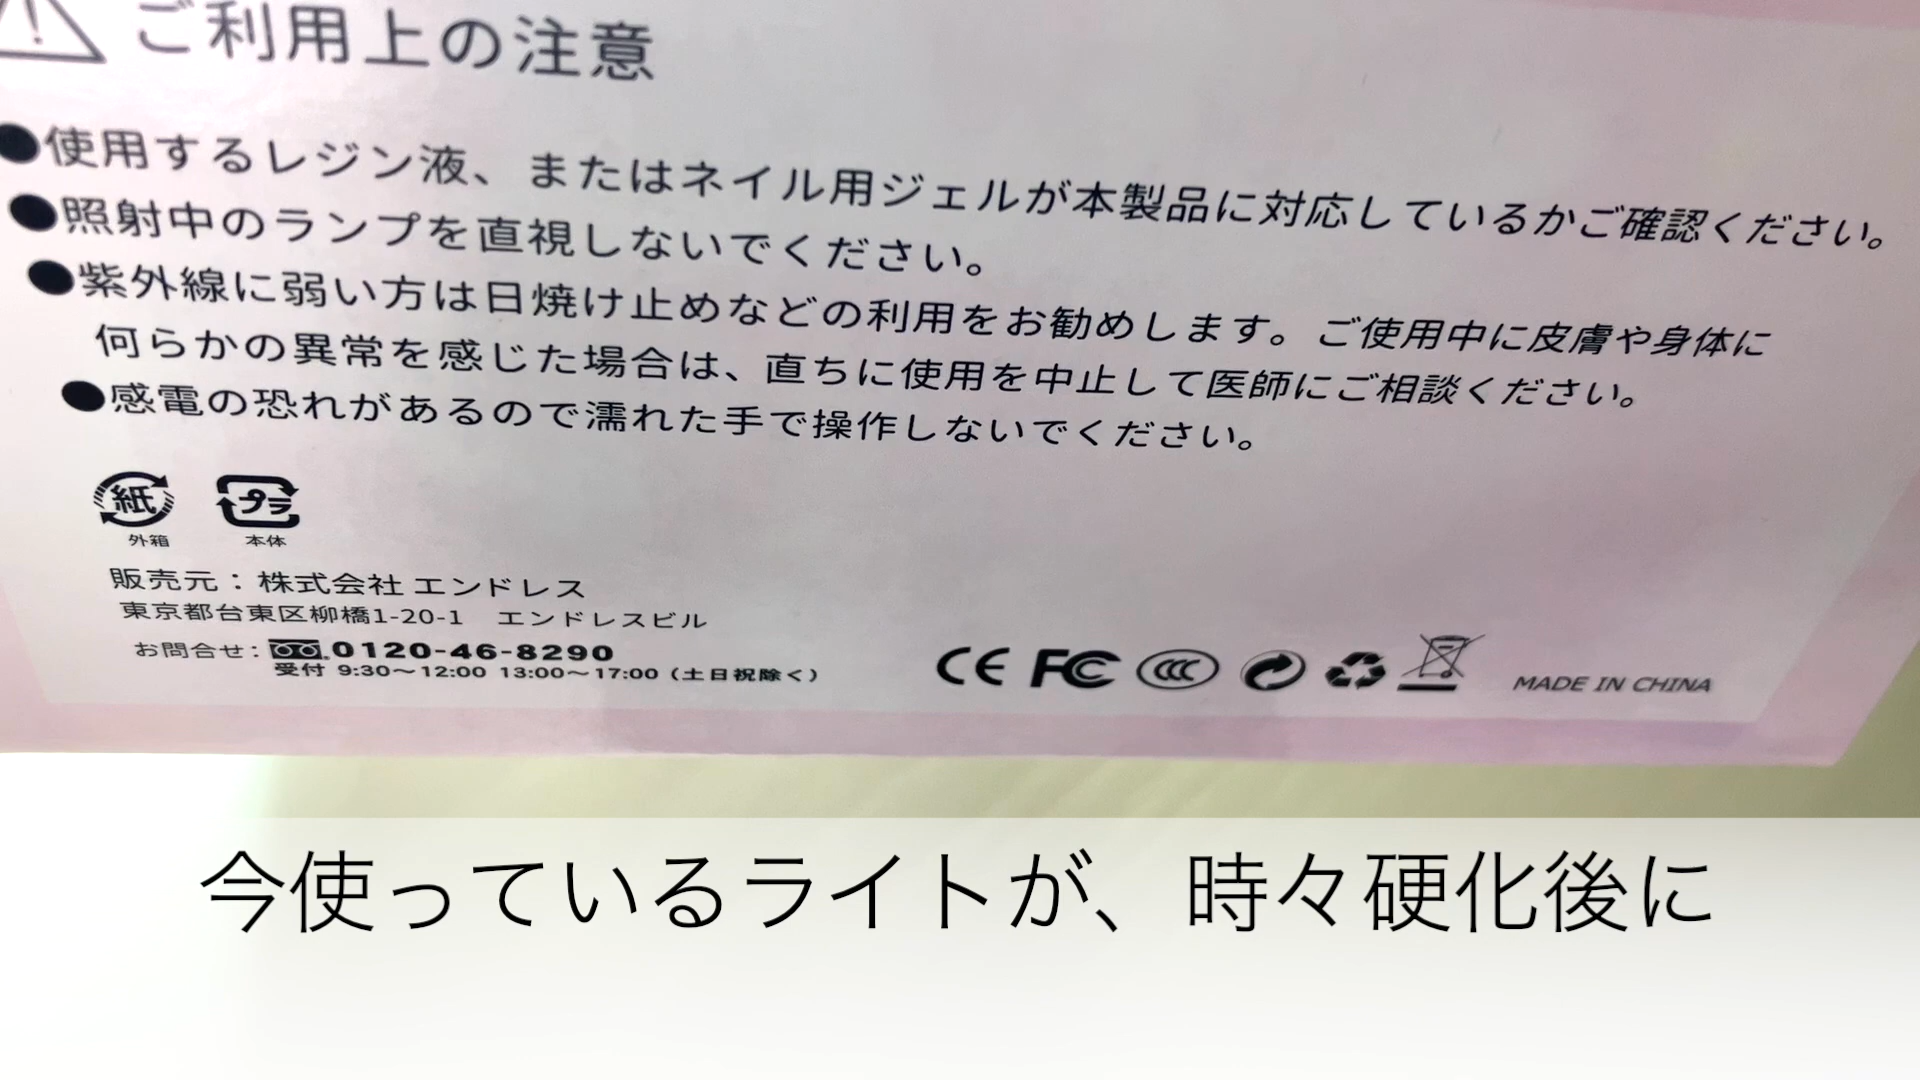 ご利用上の注意
●使用するレジン液、またはネイル用ジェルが本製品に対応しているかご確認ください。
●照射中のランプを直視しないでください。
●紫外線に弱い方は日焼け止めなどの利用をお勧めします。ご使用中に皮膚や身体に
何らかの異常を感じた場合は、直ちに使用を中止して医師にご相談ください。
●感電の恐れがあるので濡れた手で操作しないでください。
紙 プラ
外箱 本体
販売元：株式会社 エンドレス
東京都台東区柳橋1-20-1 エンドレスビル
お問合せ：0120-46-8290
受付 9:30〜12:00 13:00〜17:00（土日祝除く）
CE FC CCC MADE IN CHINA
今使っているライトが、時々硬化後に